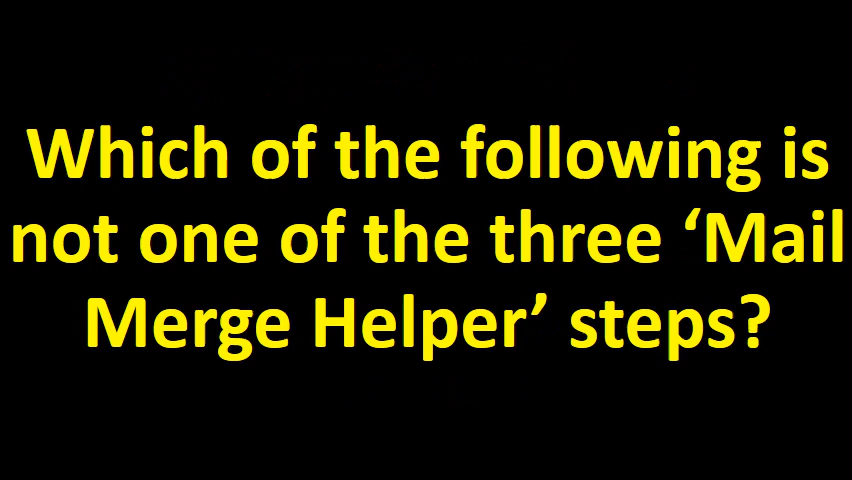 Which of the following is
not one of the three ‘Mail
Merge Helper’ steps?